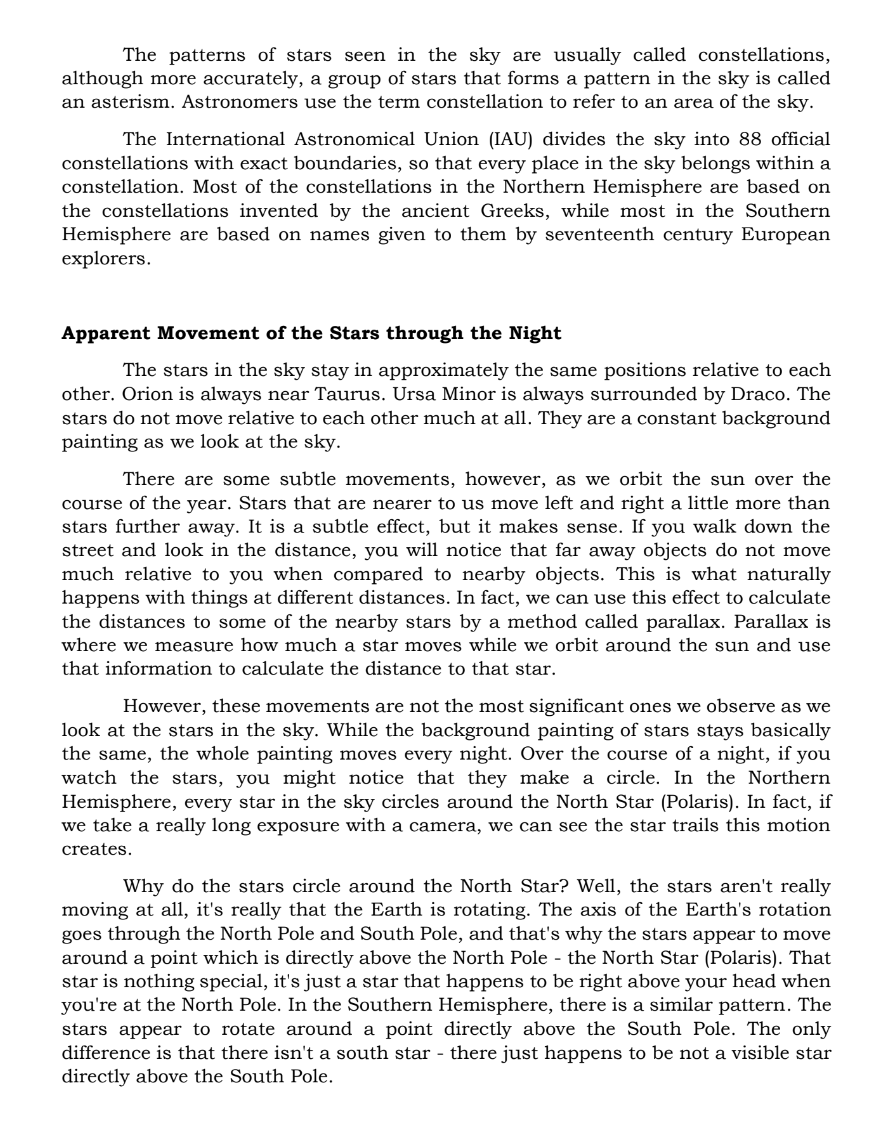 The patterns of stars seen in the sky are usually called constellations,
although more accurately, a group of stars that forms a pattern in the sky is called
an asterism. Astronomers use the term constellation to refer to an area of the sky.
The International Astronomical Union (IAU) divides the sky into 88 official
constellations with exact boundaries, so that every place in the sky belongs within a
constellation. Most of the constellations in the Northern Hemisphere are based on
the constellations invented by the ancient Greeks, while most in the Southern
Hemisphere are based on names given to them by seventeenth century European
explorers.
Apparent Movement of the Stars through the Night
The stars in the sky stay in approximately the same positions relative to each
other. Orion is always near Taurus. Ursa Minor is always surrounded by Draco. The
stars do not move relative to each other much at all. They are a constant background
painting as we look at the sky.
There are some subtle movements, however, as we orbit the sun over the
course of the year. Stars that are nearer to us move left and right a little more than
stars further away. It is a subtle effect, but it makes sense. If you walk down the
street and look in the distance, you will notice that far away objects do not move
much relative to you when compared to nearby objects. This is what naturally
happens with things at different distances. In fact, we can use this effect to calculate
the distances to some of the nearby stars by a method called parallax. Parallax is
where we measure how much a star moves while we orbit around the sun and use
that information to calculate the distance to that star.
However, these movements are not the most significant ones we observe as we
look at the stars in the sky. While the background painting of stars stays basically
the same, the whole painting moves every night. Over the course of a night, if you
watch the stars, you might notice that they make a circle. In the Northern
Hemisphere, every star in the sky circles around the North Star (Polaris). In fact, if
we take a really long exposure with a camera, we can see the star trails this motion
creates.
Why do the stars circle around the North Star? Well, the stars aren't really
moving at all, it's really that the Earth is rotating. The axis of the Earth's rotation
goes through the North Pole and South Pole, and that's why the stars appear to move
around a point which is directly above the North Pole - the North Star (Polaris). That
star is nothing special, it's just a star that happens to be right above your head when
you're at the North Pole. In the Southern Hemisphere, there is a similar pattern. The
stars appear to rotate around a point directly above the South Pole. The only
difference is that there isn't a south star - there just happens to be not a visible star
directly above the South Pole.